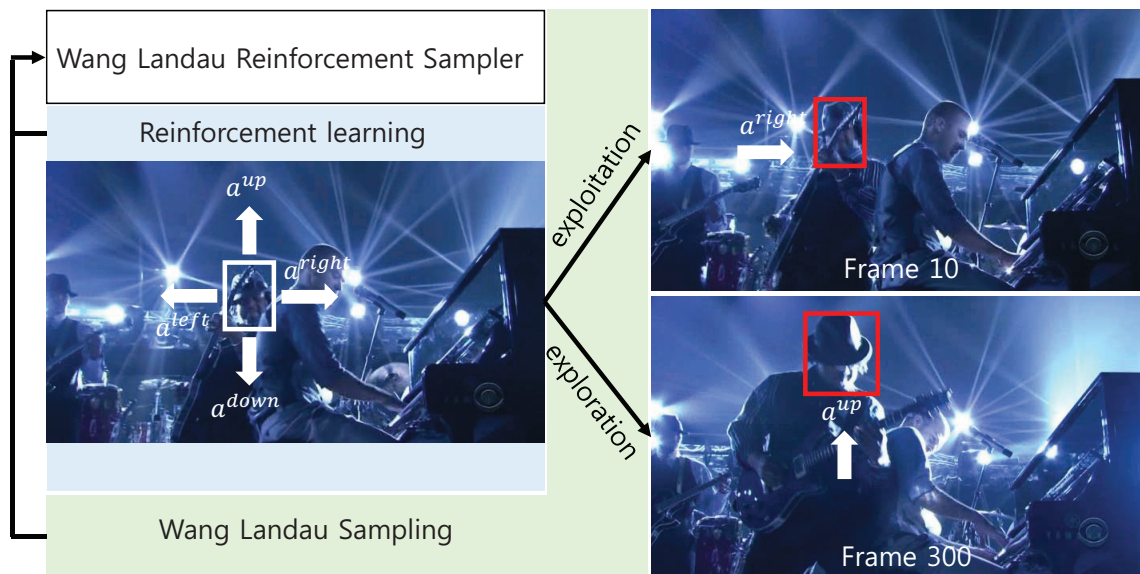 Wang Landau Reinforcement Sampler
Reinforcement learning
a^{up}
a^{right}
a^{left}
a^{down}
Wang Landau Sampling
exploitation
exploration
a^{right}
Frame 10
a^{up}
Frame 300